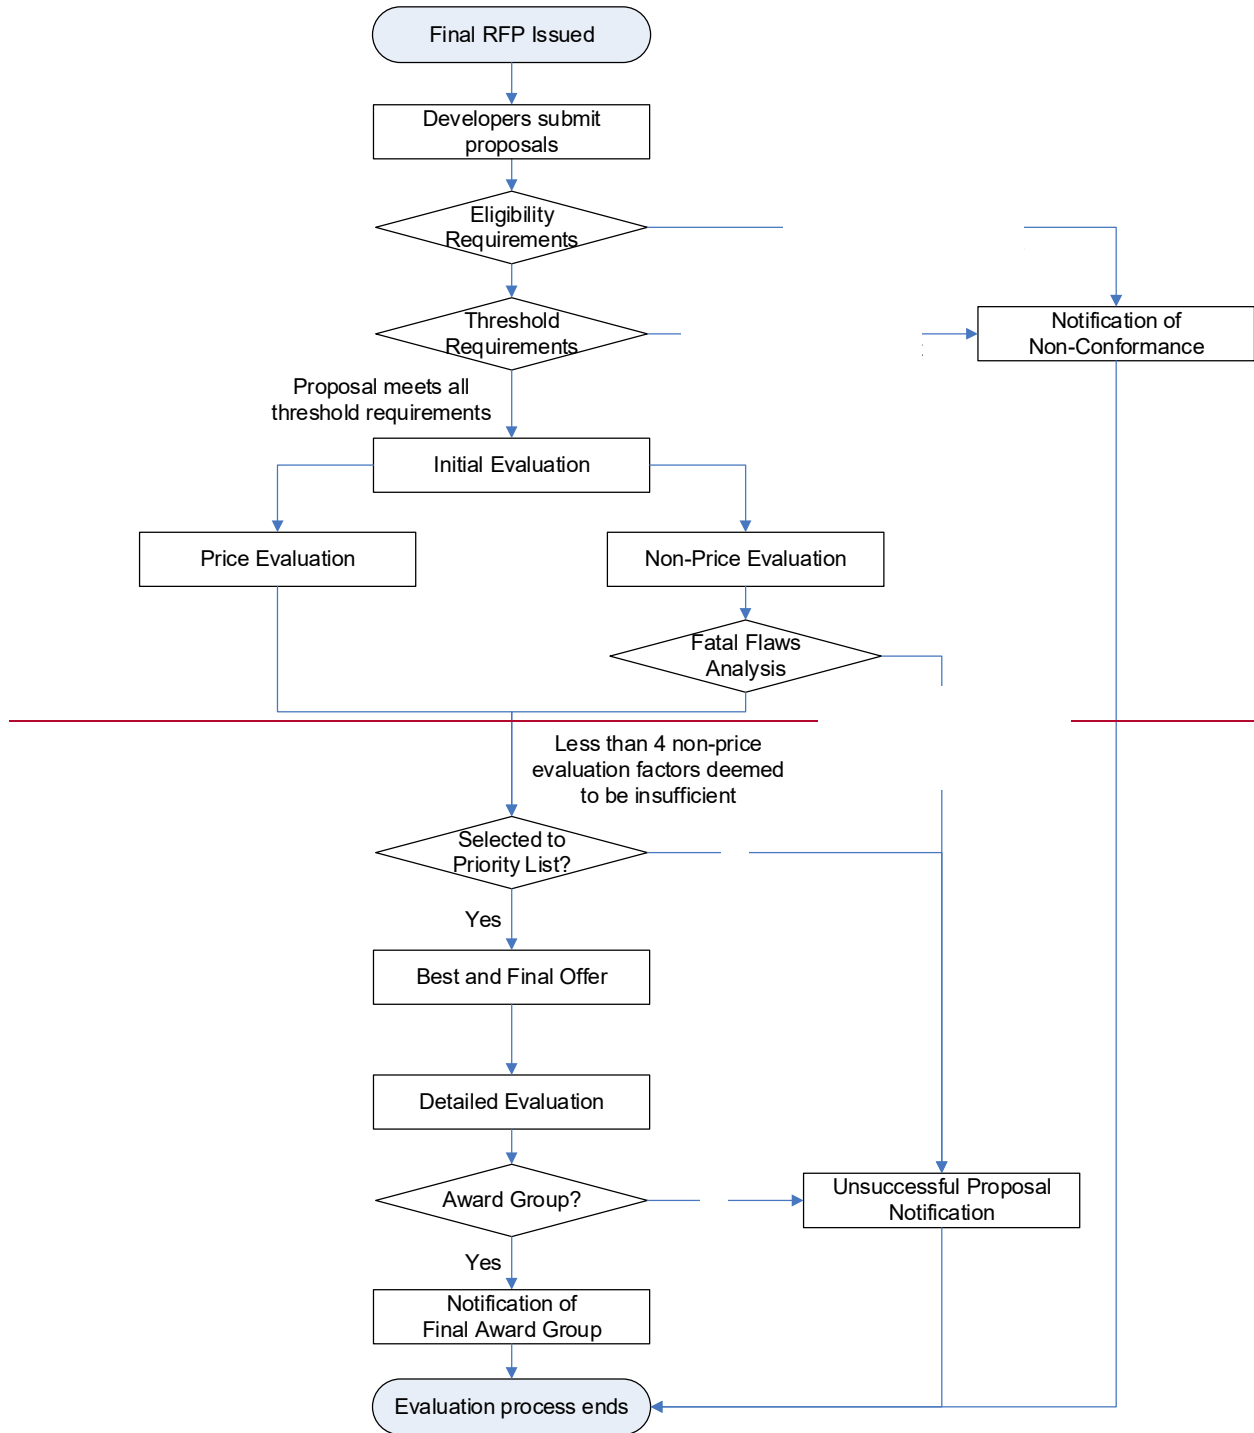 Final RFP Issued
Developers submit
proposals
Eligibility
Requirements
Threshold
Requirements
Notification of
Non-Conformance
Proposal meets all
threshold requirements
Initial Evaluation
Price Evaluation
Non-Price Evaluation
Fatal Flaws
Analysis
Less than 4 non-price
evaluation factors deemed
to be insufficient
Selected to
Priority List?
Yes
Best and Final Offer
Detailed Evaluation
Award Group?
Unsuccessful Proposal
Notification
Yes
Notification of
Final Award Group
Evaluation process ends